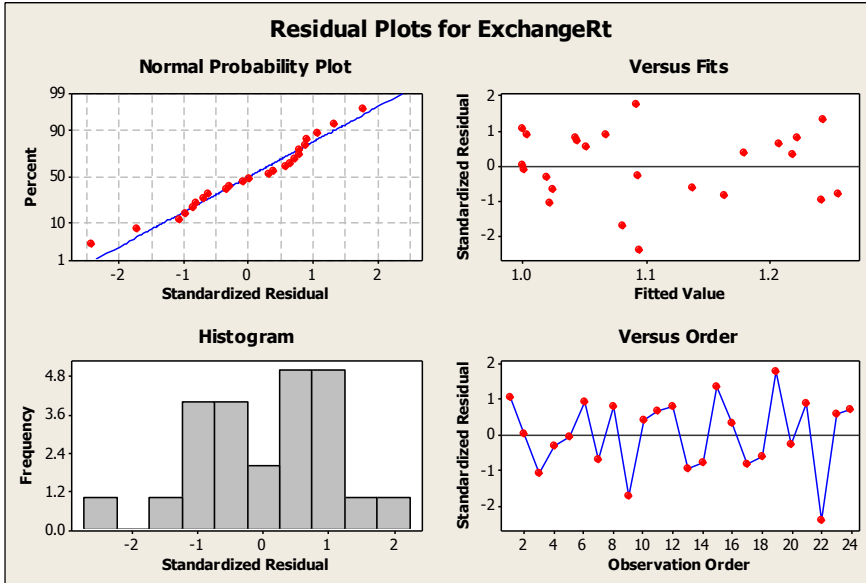 Residual Plots for ExchangeRt
Normal Probability Plot
99
90
50
10
1
Percent
-2 -1 0 1 2
Standardized Residual
Versus Fits
2
1
0
-1
-2
Standardized Residual
1.0 1.1 1.2
Fitted Value
Histogram
4.8
3.6
2.4
1.2
0.0
Frequency
-2 -1 0 1 2
Standardized Residual
Versus Order
2
1
0
-1
-2
Standardized Residual
2 4 6 8 10 12 14 16 18 20 22 24
Observation Order